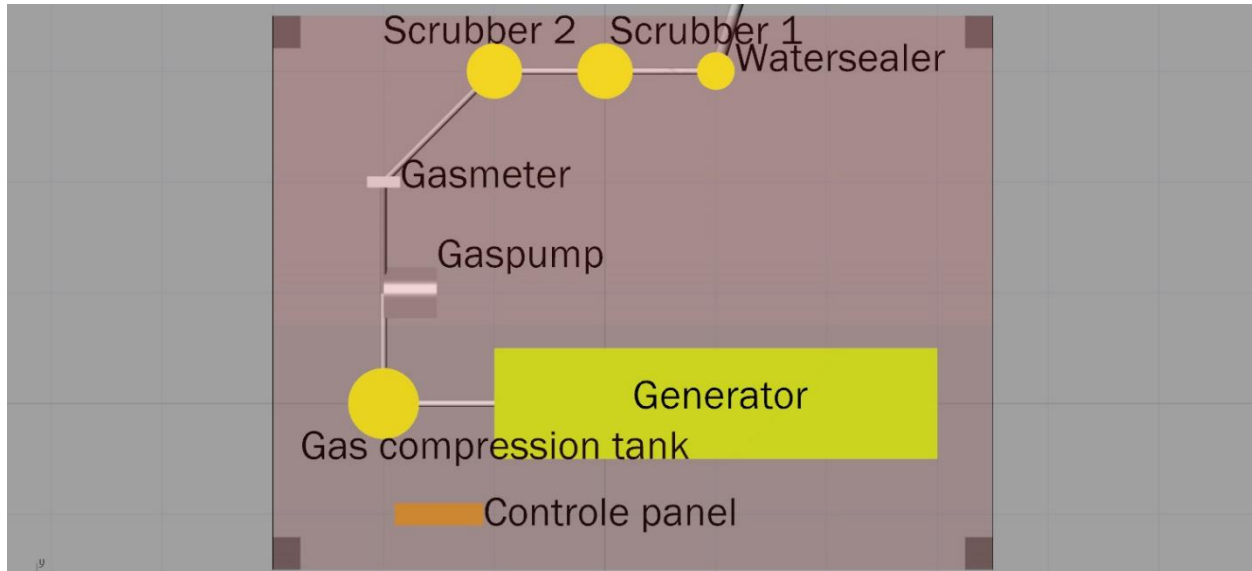 Scrubber 2
Scrubber 1
Watersealer
Gasmeter
Gaspump
Generator
Gas compression tank
Controle panel
y